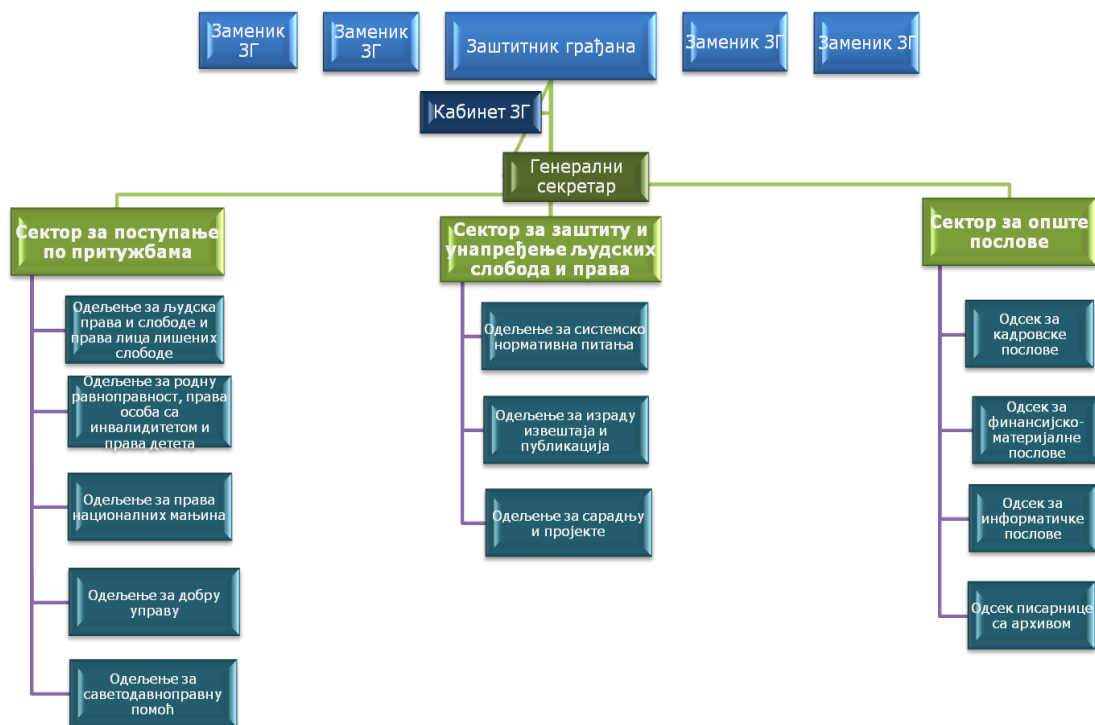 Заменик
ЗГ
Заменик
ЗГ
Заштитник грађана
Заменик ЗГ
Заменик ЗГ
Кабинет ЗГ
Генерални
секретар
Сектор за поступање
по притужбама
Одељење за људска
права и слободе и
права лица лишених
слободе
Одељење за родну
равноправност, права
особа са
инвалидитетом и
права детета
Одељење за права
националних мањина
Одељење за добру
управу
Одељење за
саветодавноправну
помоћ
Сектор за заштиту и
унапређење људских
слобода и права
Одељење за системско
нормативна питања
Одељење за израду
извештаја и
публикација
Одељење за сарадњу
и пројекте
Сектор за опште
послове
Одсек за
кадровске
послове
Одсек за
финансијско-
материјалне
послове
Одсек за
информатичке
послове
Одсек писарнице
са архивом